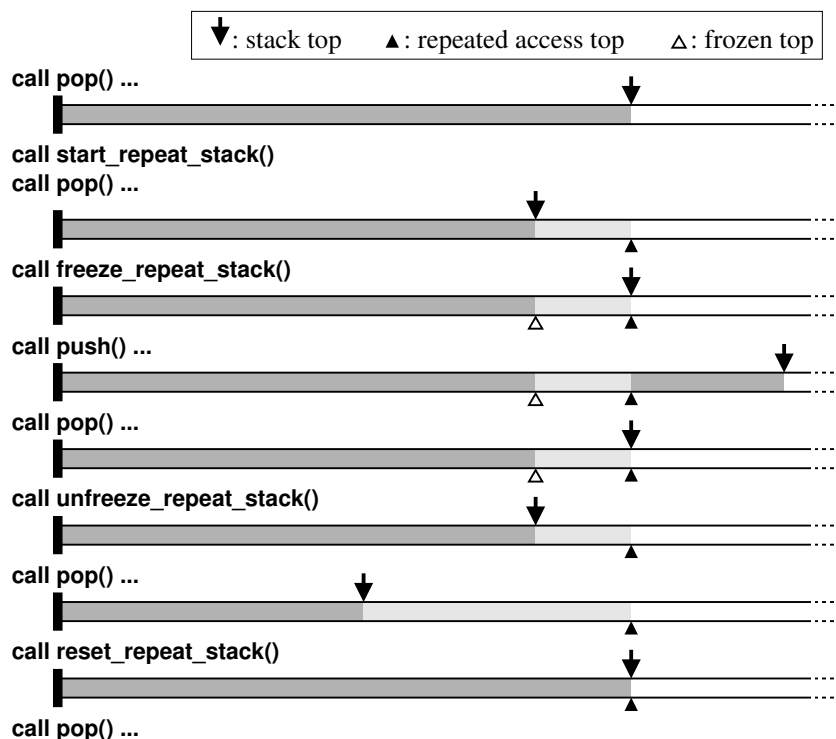 : stack top : repeated access top : frozen top
call pop() ...
call start_repeat_stack()
call pop() ...
call freeze_repeat_stack()
call push() ...
call pop() ...
call unfreeze_repeat_stack()
call pop() ...
call reset_repeat_stack()
call pop() ...